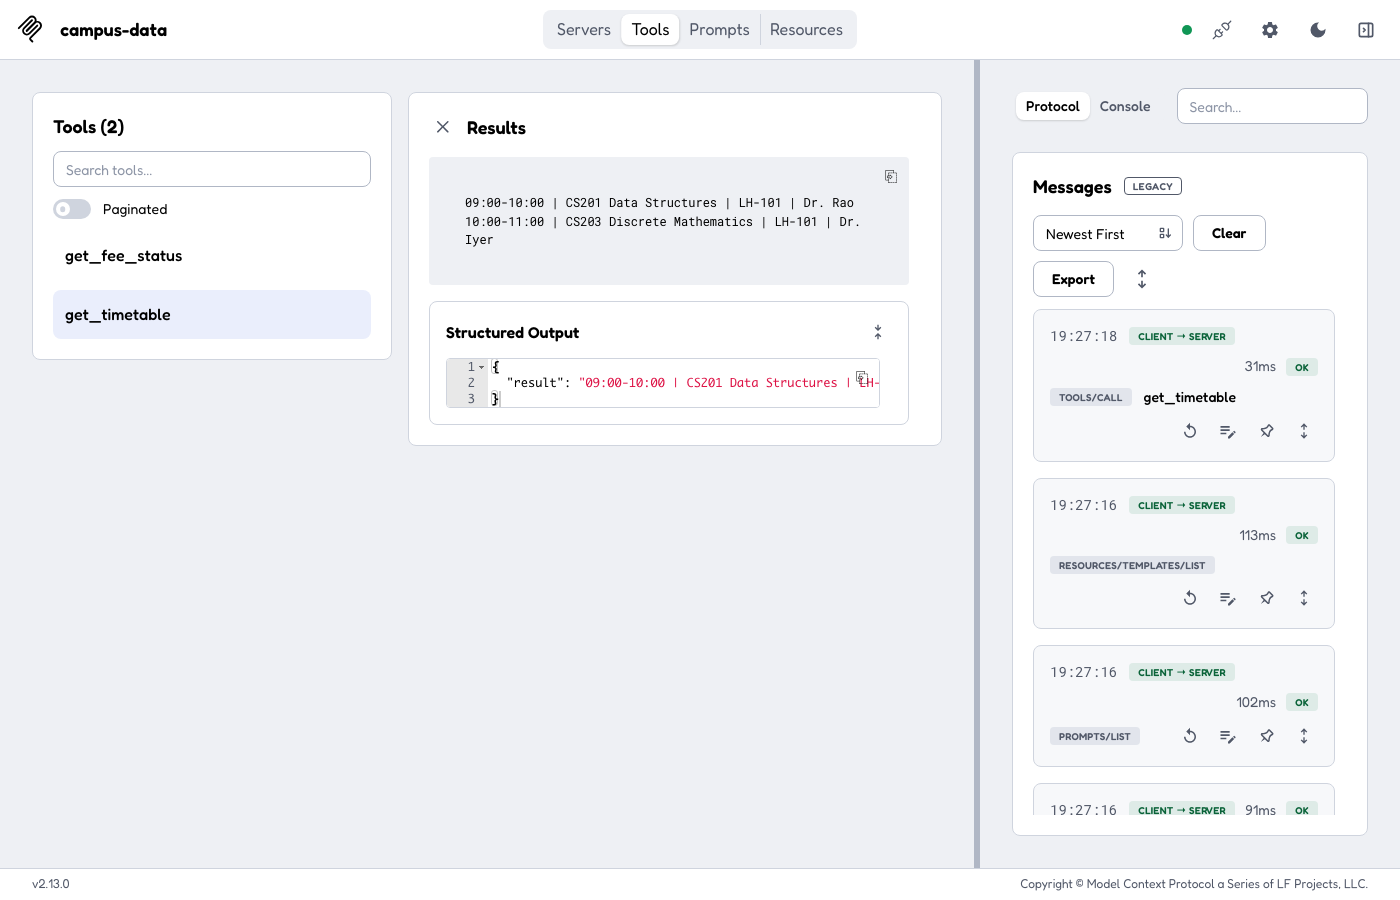 campus-data
Servers
Tools
Prompts
Resources
Tools (2)
Search tools...
Paginated
get_fee_status
get_timetable
Results
09:00-10:00 | CS201 Data Structures | LH-101 | Dr. Rao
10:00-11:00 | CS203 Discrete Mathematics | LH-101 | Dr.
Iyer
Structured Output
1 {
2 "result": "09:00-10:00 | CS201 Data Structures | LH-
3 }
Protocol
Console
Search...
Messages LEGACY
Newest First
Clear
Export
19:27:18 CLIENT → SERVER
31ms OK
TOOLS/CALL get_timetable
19:27:16 CLIENT → SERVER
113ms OK
RESOURCES/TEMPLATES/LIST
19:27:16 CLIENT → SERVER
102ms OK
PROMPTS/LIST
19:27:16 CLIENT → SERVER 91ms OK
v2.13.0
Copyright © Model Context Protocol a Series of LF Projects, LLC.